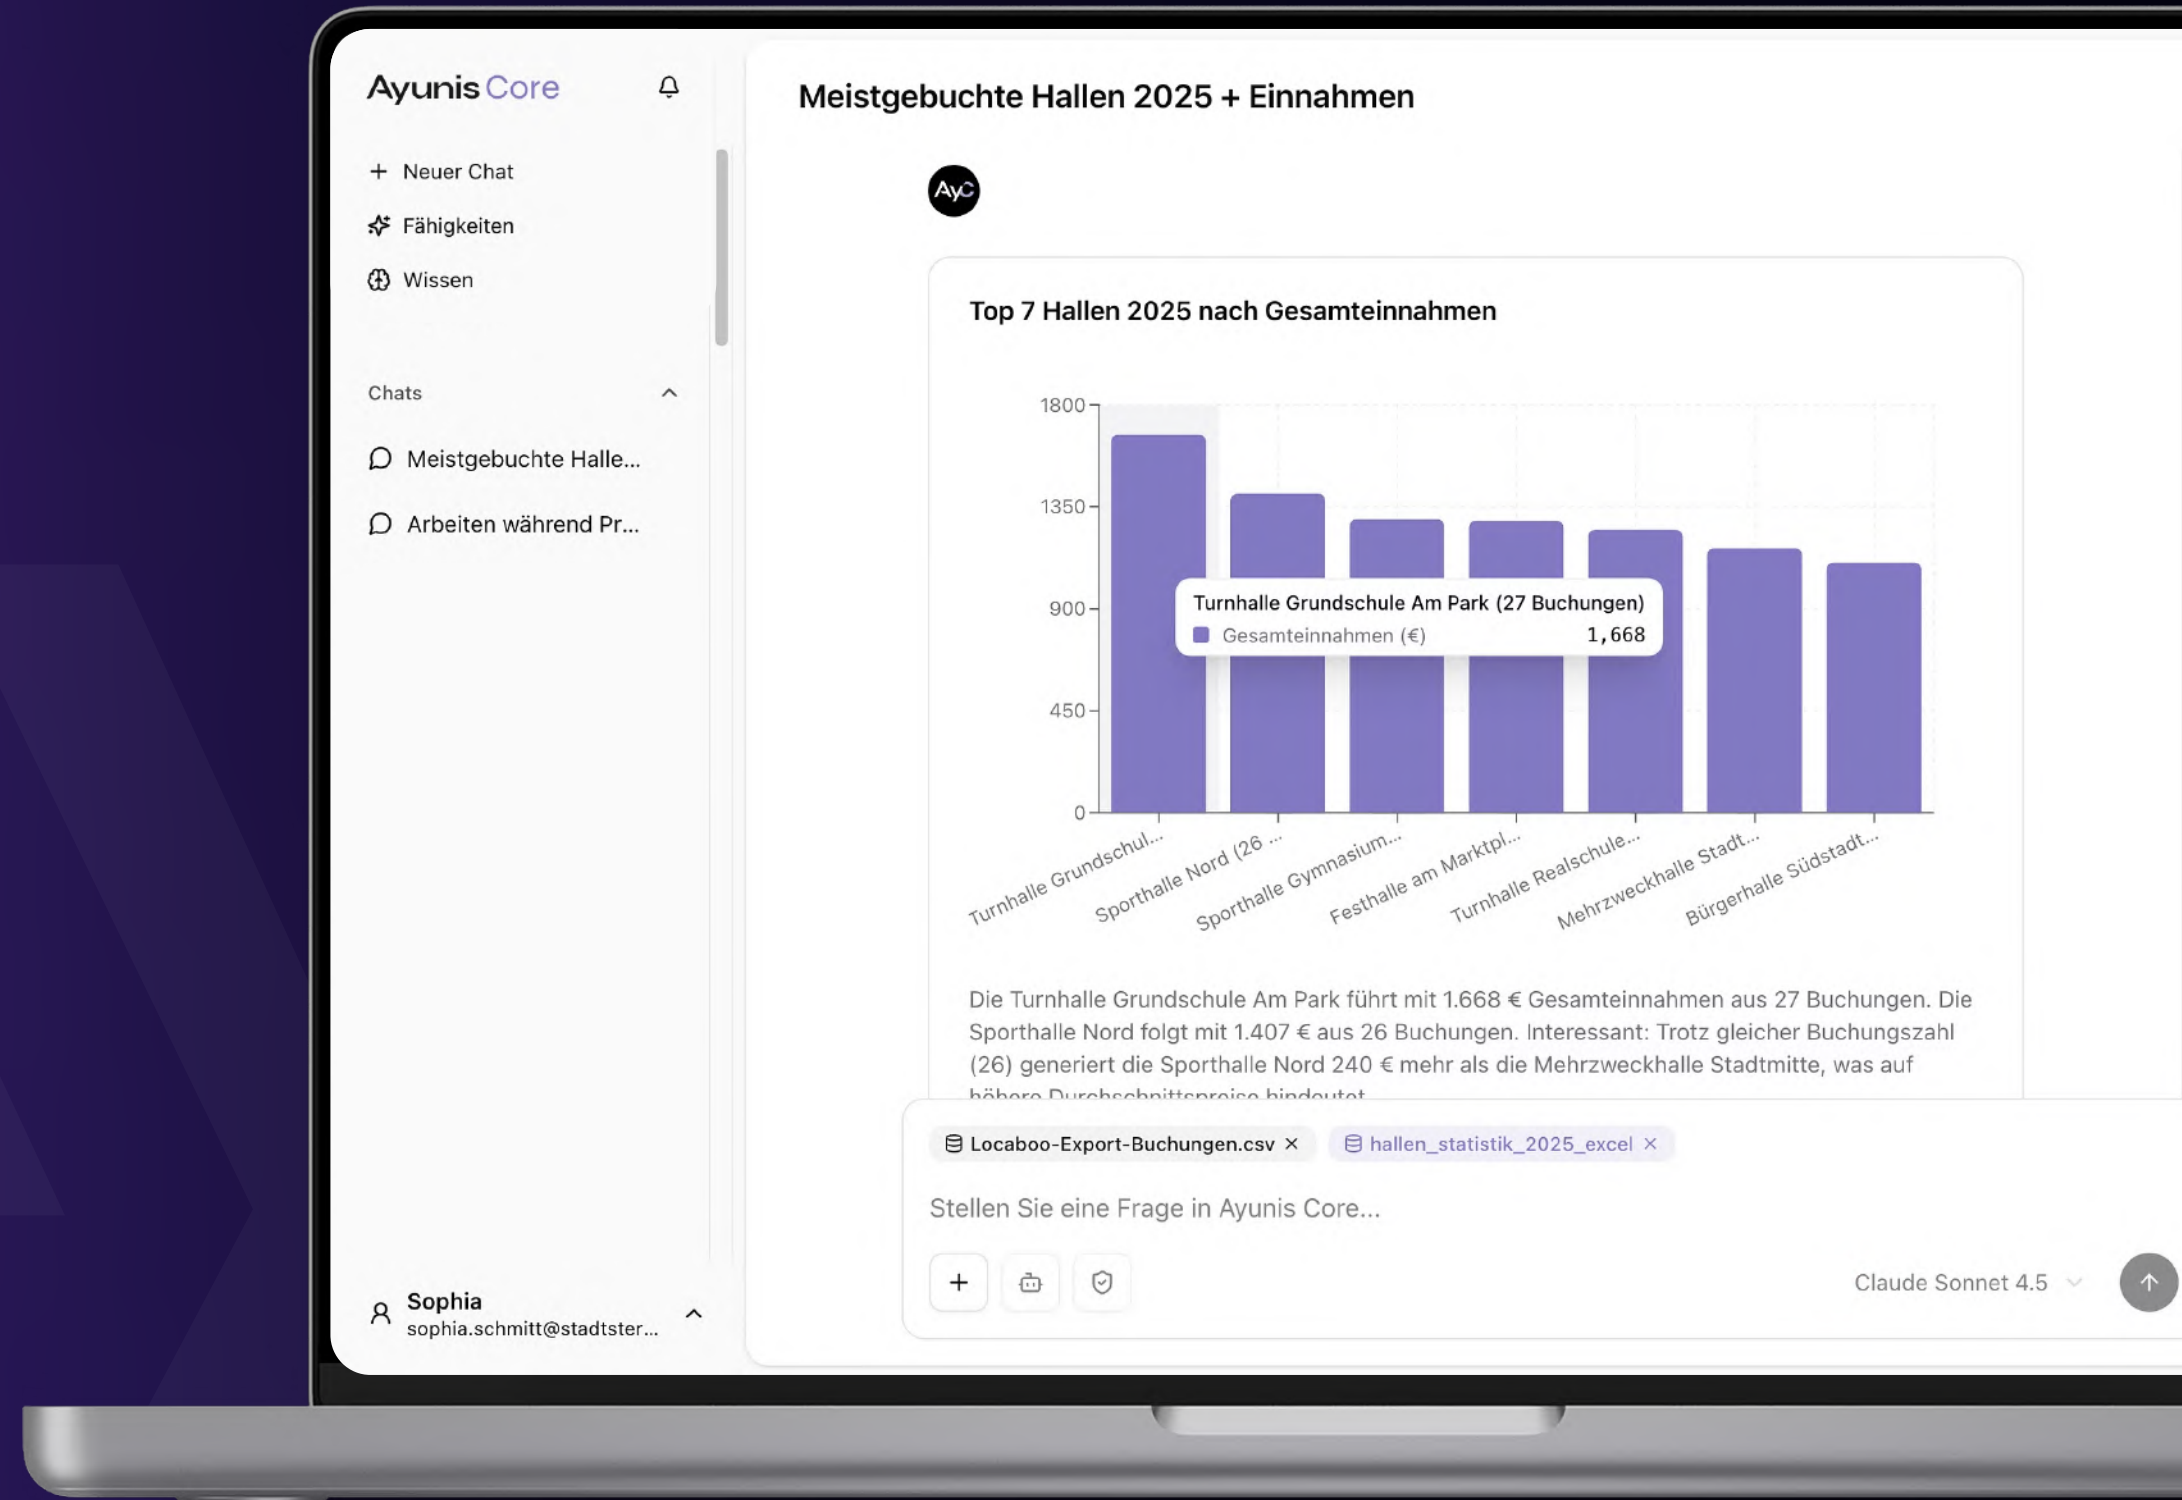 Ayunis Core
Neuer Chat
Fähigkeiten
Wissen
Chats
Meistgebuchte Halle...
Arbeiten während Pr...
Sophia
sophia.schmitt@stadtster...
Meistgebuchte Hallen 2025 + Einnahmen
AyC
Top 7 Hallen 2025 nach Gesamteinnahmen
1800
1350
900
450
0
Turnhalle Grundschule Am Park (27 Buchungen)
Gesamteinnahmen (€) 1,668
Turnhalle Grundschul...
Sporthalle Nord (26 ...
Sporthalle Gymnasium...
Festhalle am Marktpl...
Turnhalle Realschule...
Mehrzweckhalle Stadt...
Bürgerhalle Südstadt...
Die Turnhalle Grundschule Am Park führt mit 1.668 € Gesamteinnahmen aus 27 Buchungen. Die
Sporthalle Nord folgt mit 1.407 € aus 26 Buchungen. Interessant: Trotz gleicher Buchungszahl
(26) generiert die Sporthalle Nord 240 € mehr als die Mehrzweckhalle Stadtmitte, was auf
höhere Durchschnittspreise hindeutet.
Locaboo-Export-Buchungen.csv ×
hallen_statistik_2025_excel ×
Stellen Sie eine Frage in Ayunis Core...
Claude Sonnet 4.5